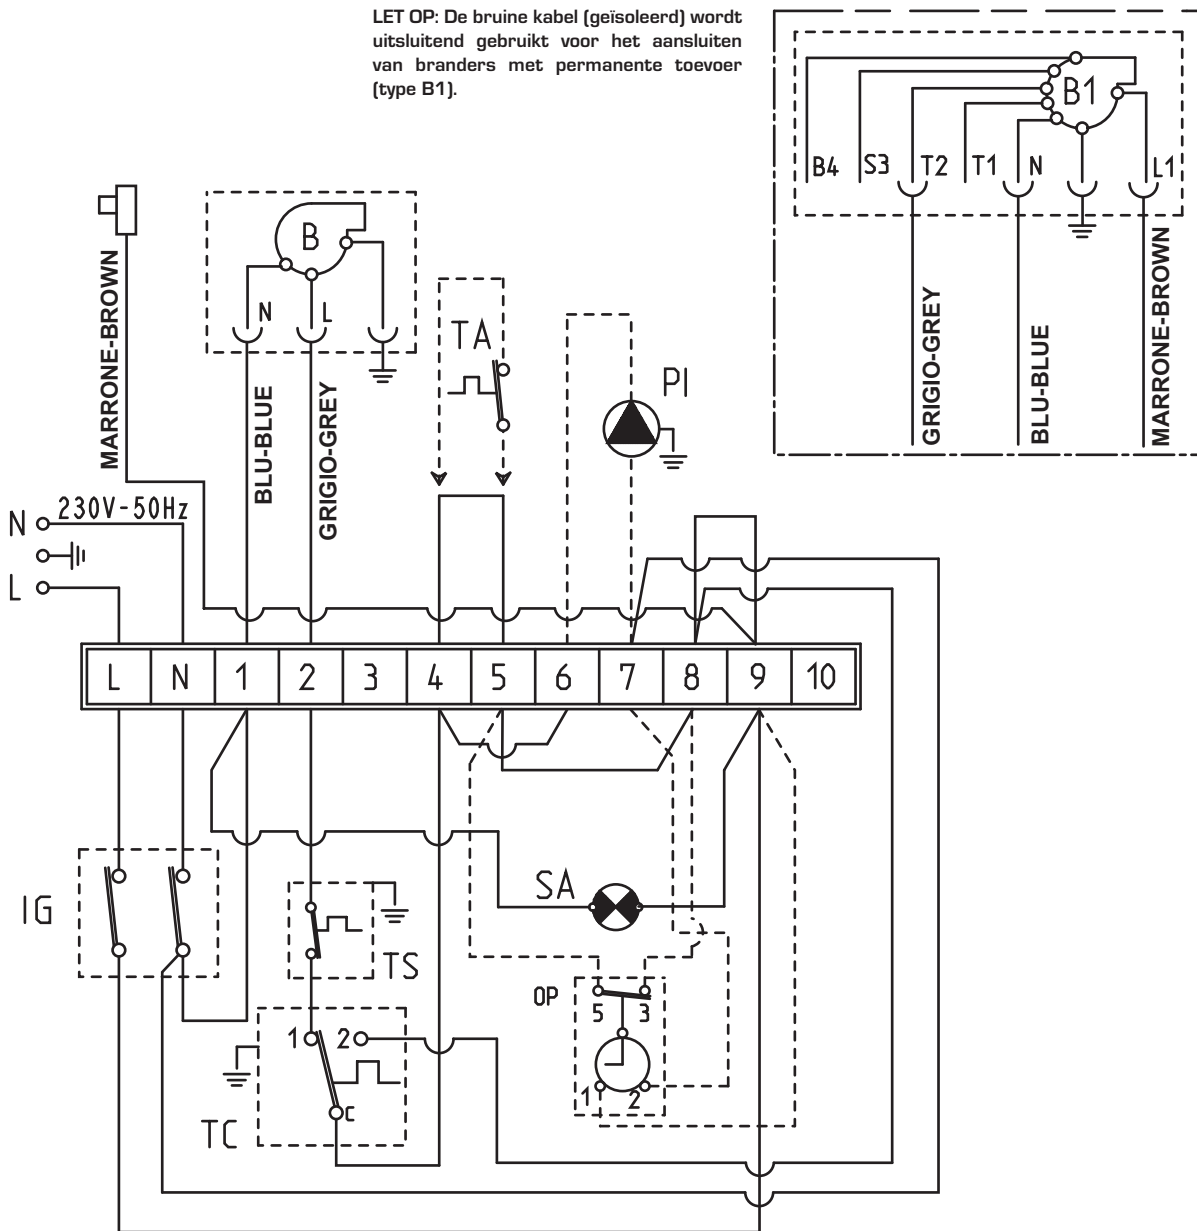 LET OP: De bruine kabel (geïsoleerd) wordt
uitsluitend gebruikt voor het aansluiten
van branders met permanente toevoer
(type B1).
B1
B4 S3 T2 T1 N L1
GRIGIO-GREY
BLU-BLUE
MARRONE-BROWN
MARRONE-BROWN
B
N L
BLU-BLUE
GRIGIO-GREY
TA
PI
N 230V-50Hz
L
L N 1 2 3 4 5 6 7 8 9 10
IG
SA
TS
OP
5 3
1 2
1 2
C
TC